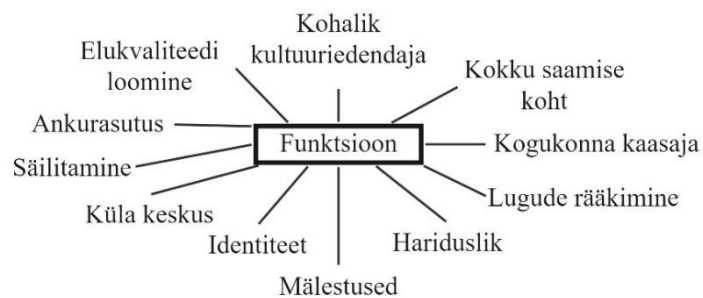 Kohalik
kultuuriedendaja
Elukvaliteedi
loomine
Kokku saamise
koht
Ankurasutus
Funktsioon
Kogukonna kaasaja
Säilitamine
Lugude rääkimine
Küla keskus
Identiteet
Hariduslik
Mälestused